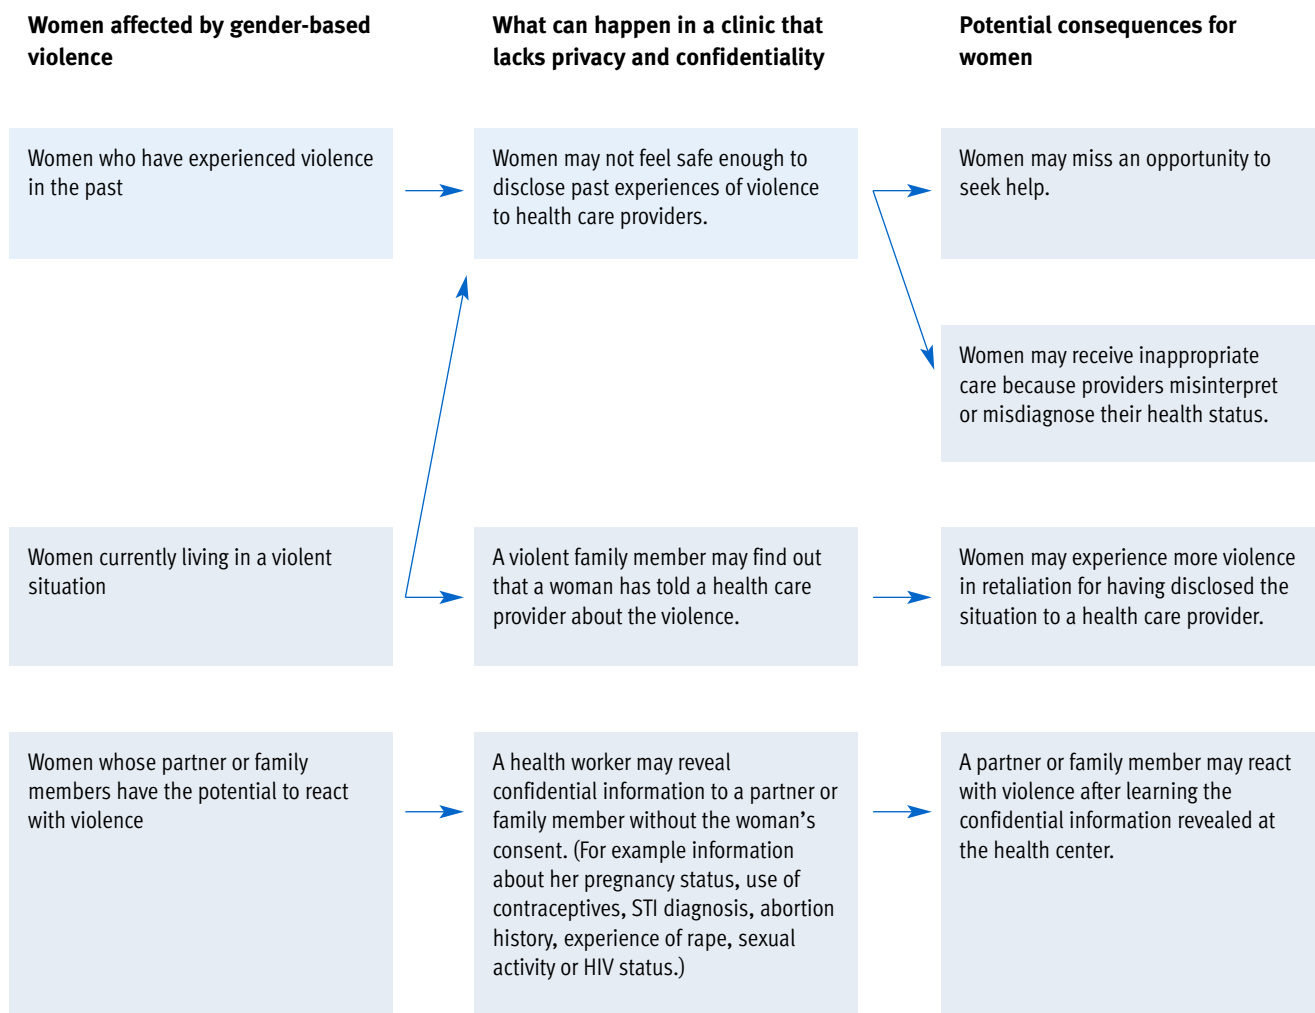 Women affected by gender-based
violence
What can happen in a clinic that
lacks privacy and confidentiality
Potential consequences for
women
Women who have experienced violence
in the past
Women may not feel safe enough to
disclose past experiences of violence
to health care providers.
Women may miss an opportunity to
seek help.
Women may receive inappropriate
care because providers misinterpret
or misdiagnose their health status.
Women currently living in a violent
situation
A violent family member may find out
that a woman has told a health care
provider about the violence.
Women may experience more violence
in retaliation for having disclosed the
situation to a health care provider.
Women whose partner or family
members have the potential to react
with violence
A health worker may reveal
confidential information to a partner or
family member without the woman’s
consent. (For example information
about her pregnancy status, use of
contraceptives, STI diagnosis, abortion
history, experience of rape, sexual
activity or HIV status.)
A partner or family member may react
with violence after learning the
confidential information revealed at
the health center.